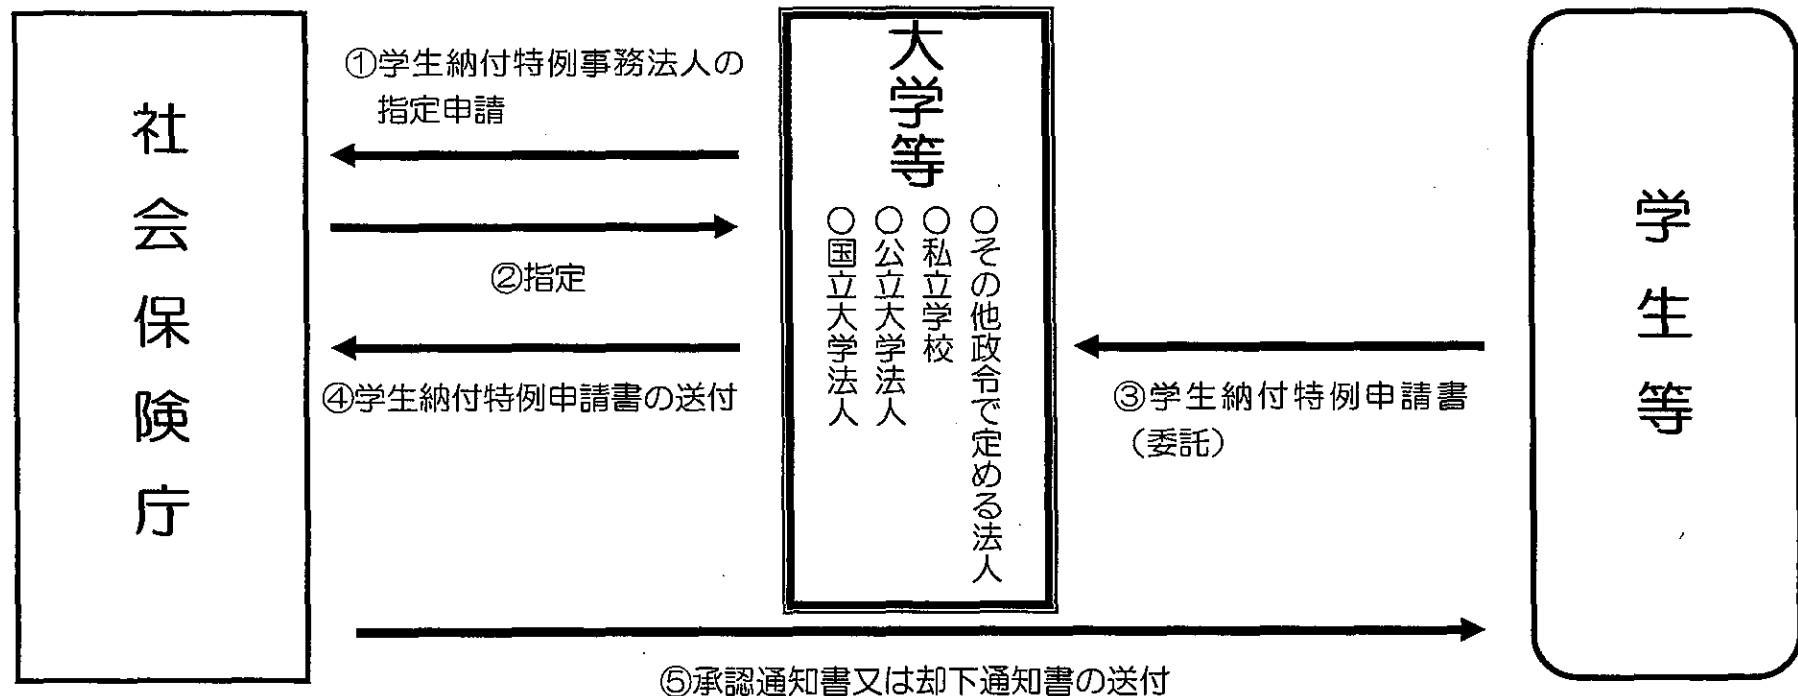 社会保険庁
①学生納付特例事務法人の
指定申請
②指定
④学生納付特例申請書の送付
大学等
○その他政令で定める法人
○私立学校
○公立大学法人
○国立大学法人
③学生納付特例申請書
（委託）
学生等
⑤承認通知書又は却下通知書の送付